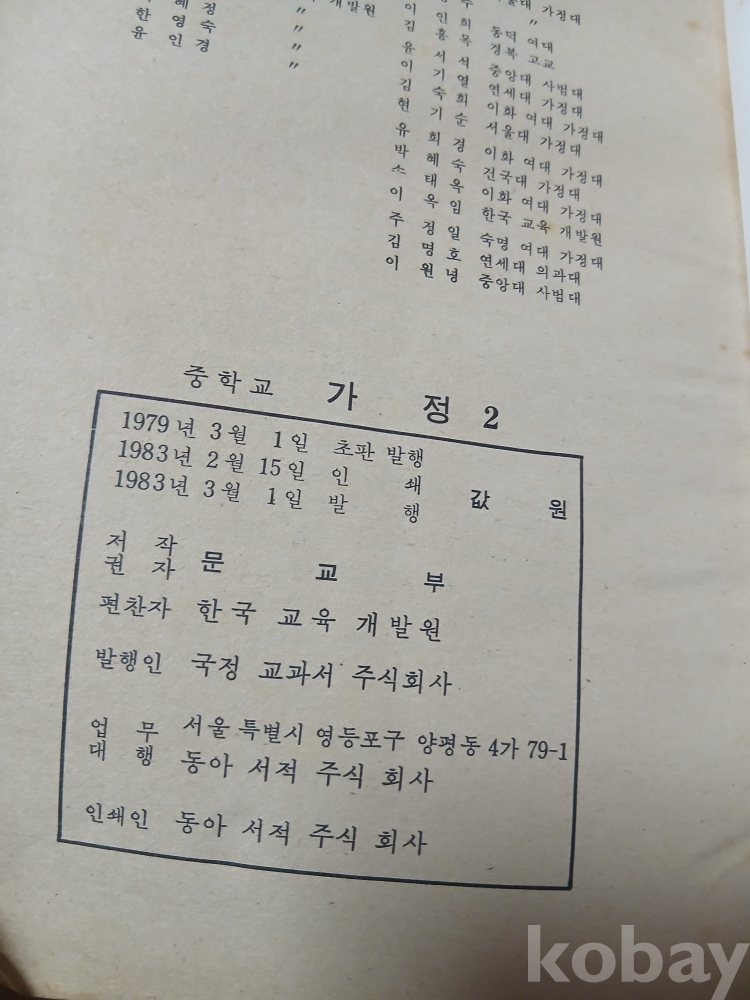 혜 정 〃
한 영 숙 〃
윤 인 경 〃
개발원
가정대
〃
이 인 희 동덕 여대
김 홍 목 경복 고교
유 서 석 중앙대 사범대
이 기 열 연세대 가정대
김 숙 희 이화 여대 가정대
현 기 순 서울대 가정대
유 희 경 이화 여대 가정대
박 혜 숙 건국대 가정대
태 옥 이화 여대 가정대
이 옥 임 한국 교육 개발원
주 정 일 숙명 여대 가정대
김 명 호 연세대 의과대
이 원 녕 중앙대 사범대
중학교 가 정 2
1979년 3월 1일 초판 발행
1983년 2월 15일 인 쇄
1983년 3월 1일 발 행
값 원
저 작
권 자 문 교 부
편찬자 한국 교육 개발원
발행인 국정 교과서 주식회사
업 무 서울 특별시 영등포구 양평동 4가 79-1
대 행 동아 서적 주식 회사
인쇄인 동아 서적 주식 회사
kobay